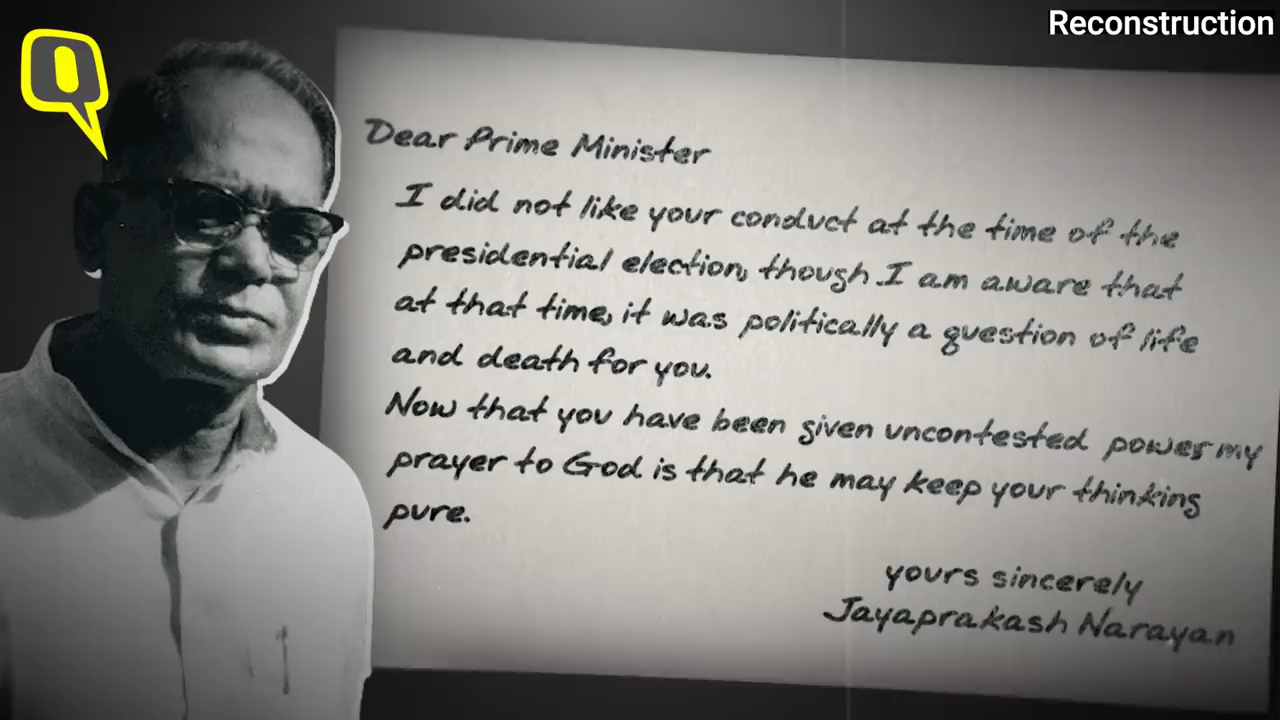 Reconstruction
Dear Prime Minister
I did not like your conduct at the time of the
presidential election, though I am aware that
at that time, it was politically a question of life
and death for you.
Now that you have been given uncontested power my
prayer to God is that he may keep your thinking
pure.
yours sincerely
Jayaprakash Narayan